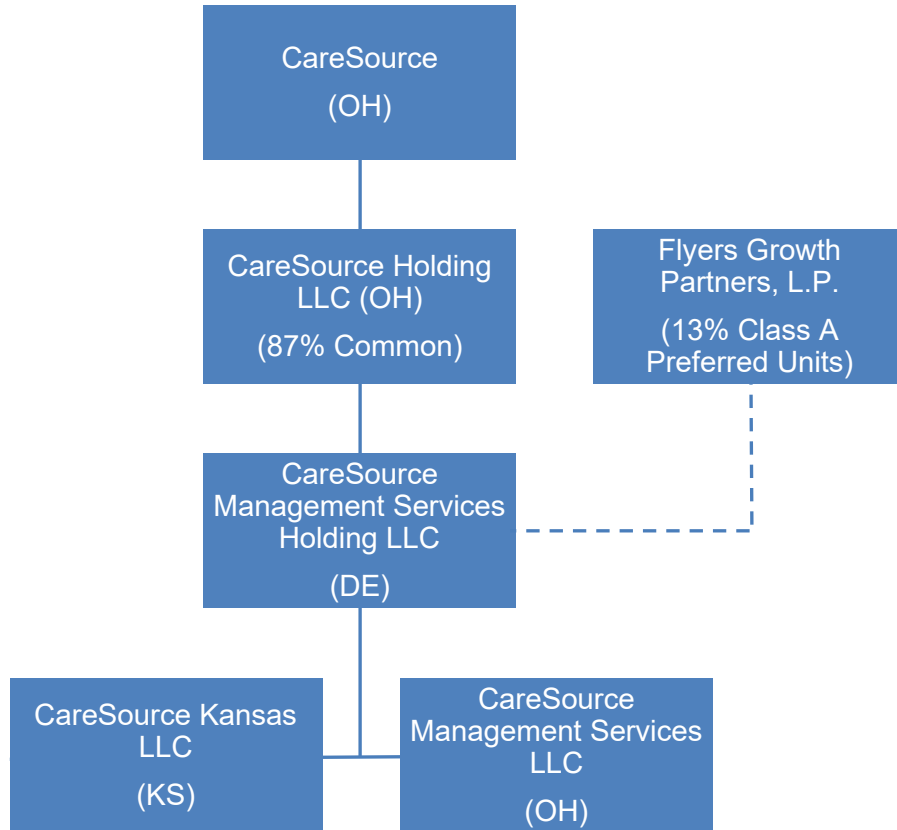 CareSource
(OH)
CareSource Holding
LLC (OH)
(87% Common)
Flyers Growth
Partners, L.P.
(13% Class A
Preferred Units)
CareSource
Management Services
Holding LLC
(DE)
CareSource Kansas
LLC
(KS)
CareSource
Management Services
LLC
(OH)